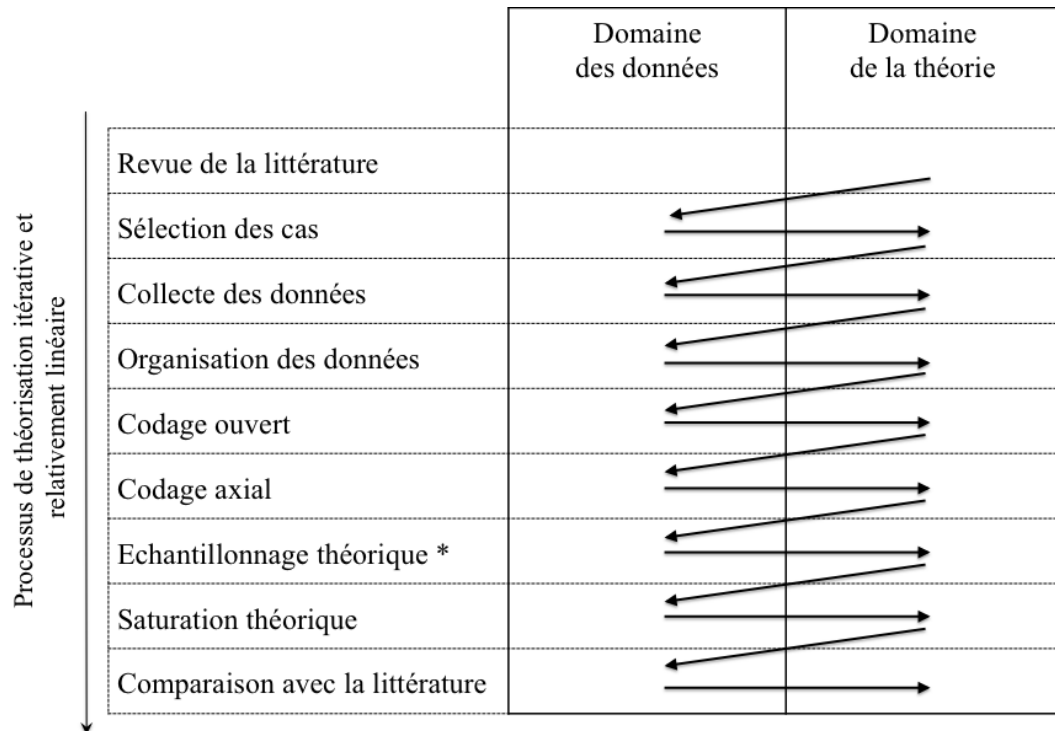 Domaine
des données
Domaine
de la théorie
Processus de théorisation itérative et
relativement linéaire
Revue de la littérature
Sélection des cas
Collecte des données
Organisation des données
Codage ouvert
Codage axial
Echantillonnage théorique *
Saturation théorique
Comparaison avec la littérature